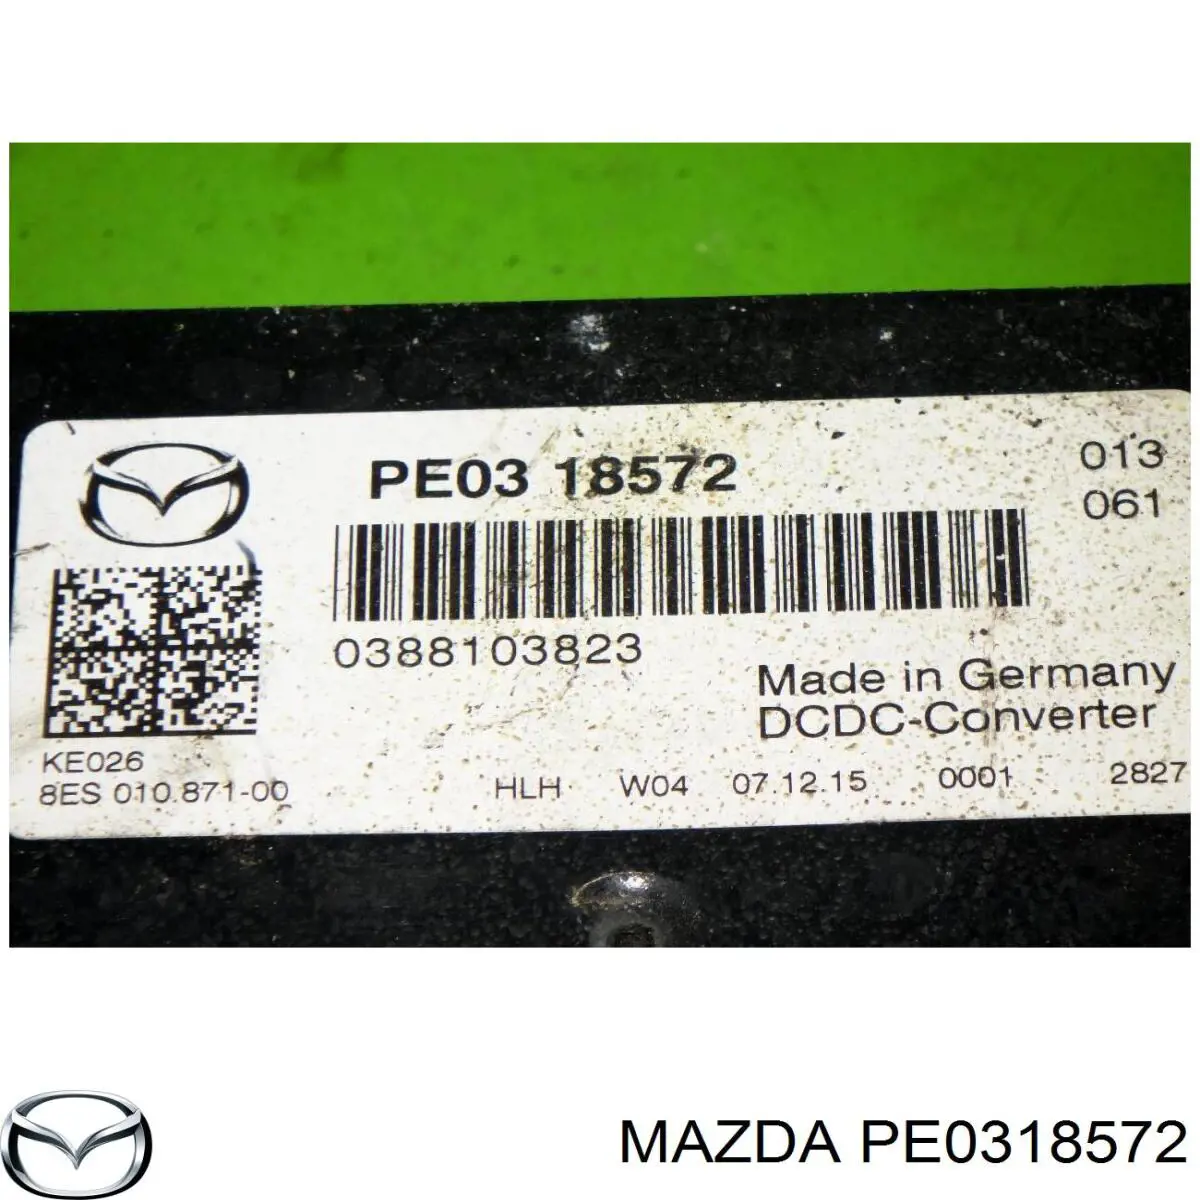 PE03 18572
013
061
0388103823
Made in Germany
DCDC-Converter
KE026
8ES 010.871-00
HLH W04 07.12.15 0001 2827
MAZDA PE0318572